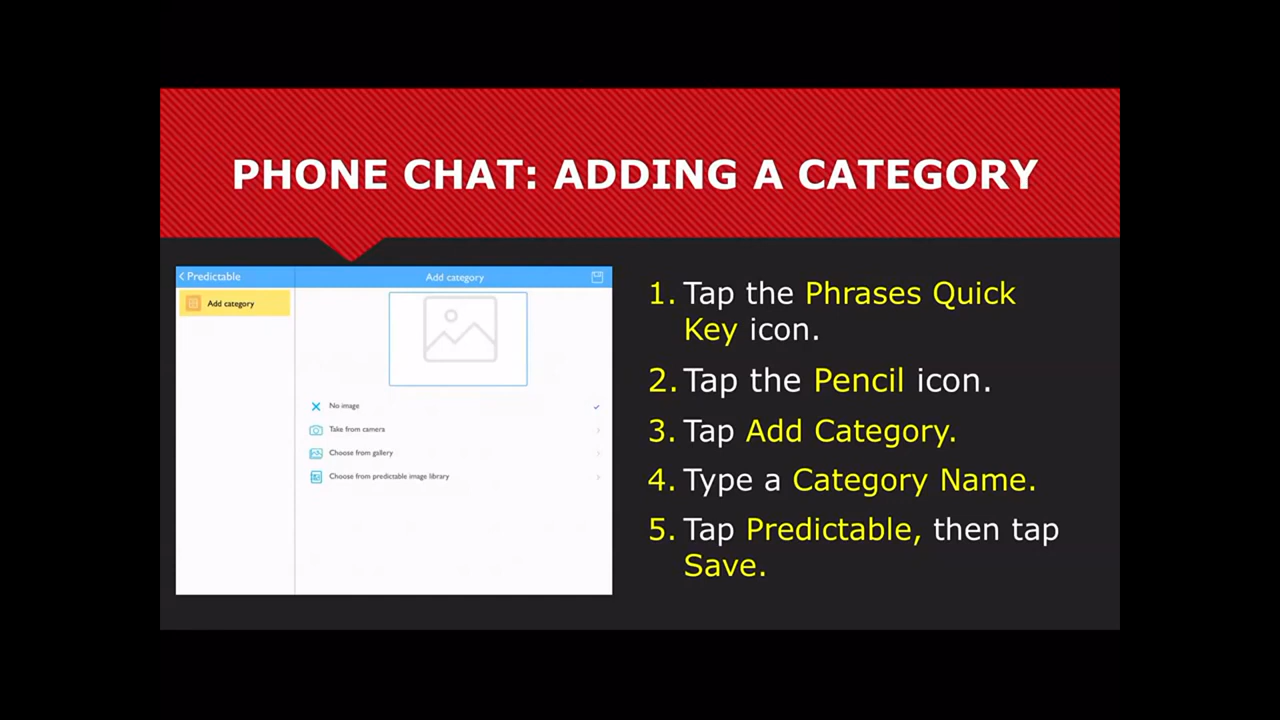 PHONE CHAT: ADDING A CATEGORY
Predictable
Add category
Add category
No image
Take from camera
Choose from gallery
Choose from predictable image library
1. Tap the Phrases Quick
Key icon.
2. Tap the Pencil icon.
3. Tap Add Category.
4. Type a Category Name.
5. Tap Predictable, then tap
Save.